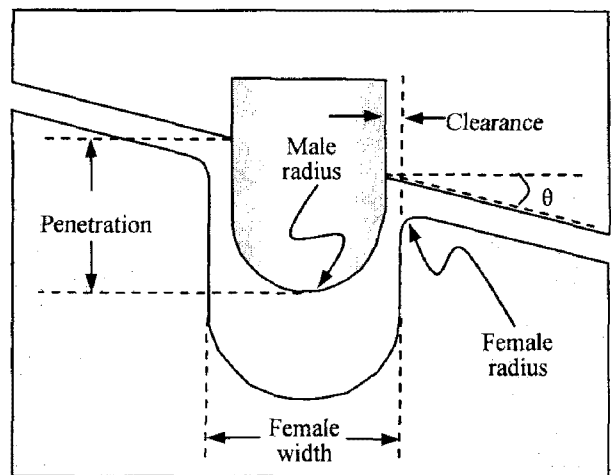 Clearance
Male
radius
θ
Penetration
Female
radius
Female
width